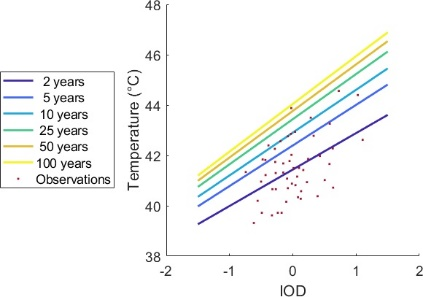 48
46
44
42
40
38
Temperature (°C)
-2
-1
0
1
2
IOD
2 years
5 years
10 years
25 years
50 years
100 years
Observations